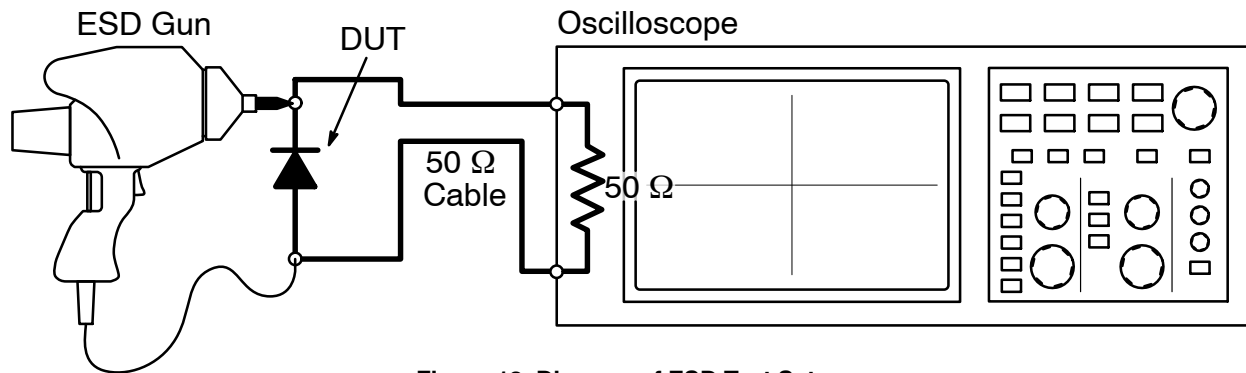 ESD Gun
DUT
Oscilloscope
50 Ω
Cable
50 Ω